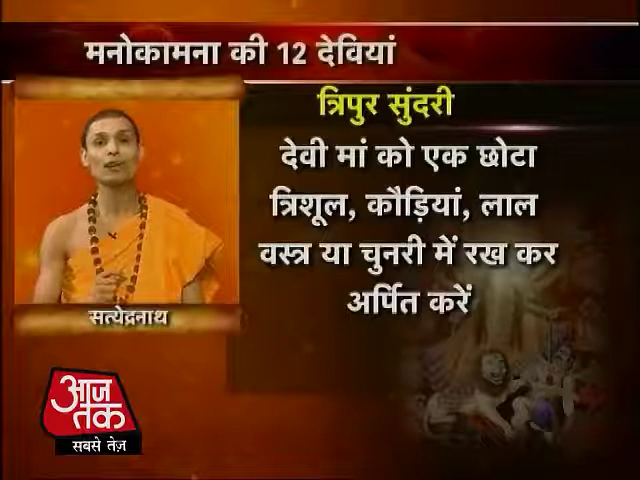 मनोकामना की 12 देवियां
त्रिपुर सुंदरी
देवी मां को एक छोटा
त्रिशूल, कौड़ियां, लाल
वस्त्र या चुनरी में रख कर
अर्पित करें
सत्येद्रनाथ
आज
तक
सबसे तेज़